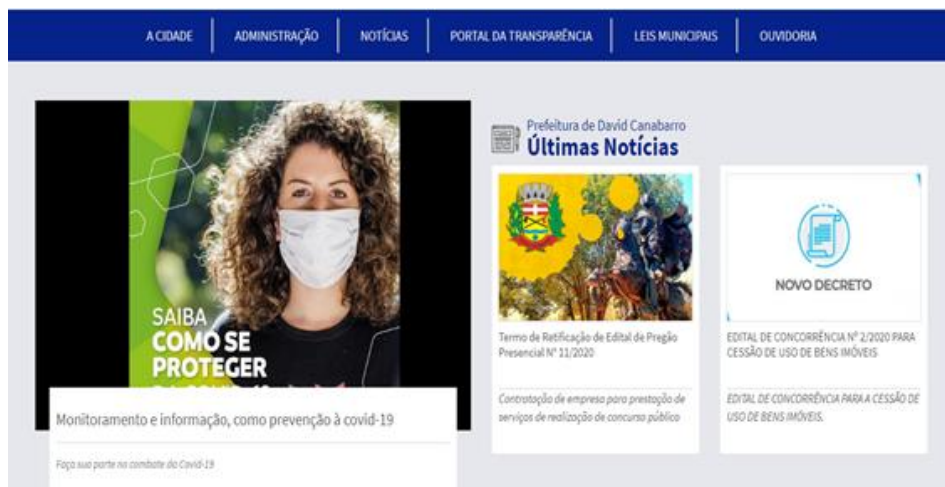 A CIDADE
ADMINISTRAÇÃO
NOTÍCIAS
PORTAL DA TRANSPARÊNCIA
LEIS MUNICIPAIS
OUVIDORIA
SAIBA
COMO SE
PROTEGER
Monitoramento e informação, como prevenção à covid-19
Faça sua parte no combate da Covid-19
Prefeitura de David Canabarro
Últimas Notícias
Termo de Retificação de Edital de Pregão
Presencial Nº 11/2020
Contratação de empresa para prestação de
serviços de realização de concurso público
NOVO DECRETO
EDITAL DE CONCORRÊNCIA Nº 2/2020 PARA
CESSÃO DE USO DE BENS IMÓVEIS
EDITAL DE CONCORRÊNCIA PARA A CESSÃO DE
USO DE BENS IMÓVEIS.